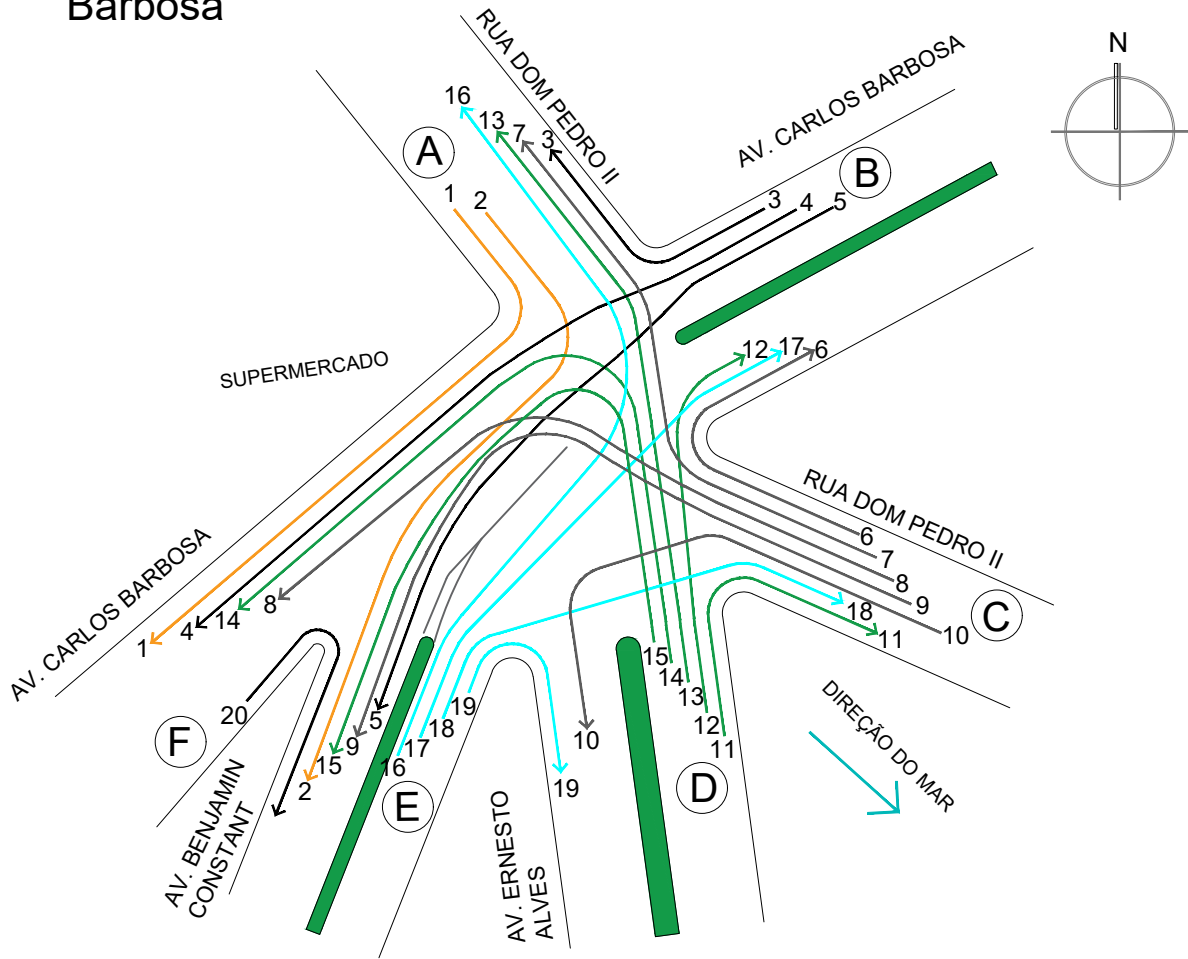 Barbosa
RUA DOM PEDRO II
AV. CARLOS BARBOSA
N
16
13
7
3
A
B
1
2
3
4
5
SUPERMERCADO
12
17
6
RUA DOM PEDRO II
AV. CARLOS BARBOSA
6
7
8
9
10
C
18
11
1
4
14
8
20
F
2
15
9
5
16
17
18
19
E
10
19
15
14
13
12
11
D
DIREÇÃO DO MAR
AV. BENJAMIN
CONSTANT
AV. ERNESTO
ALVES